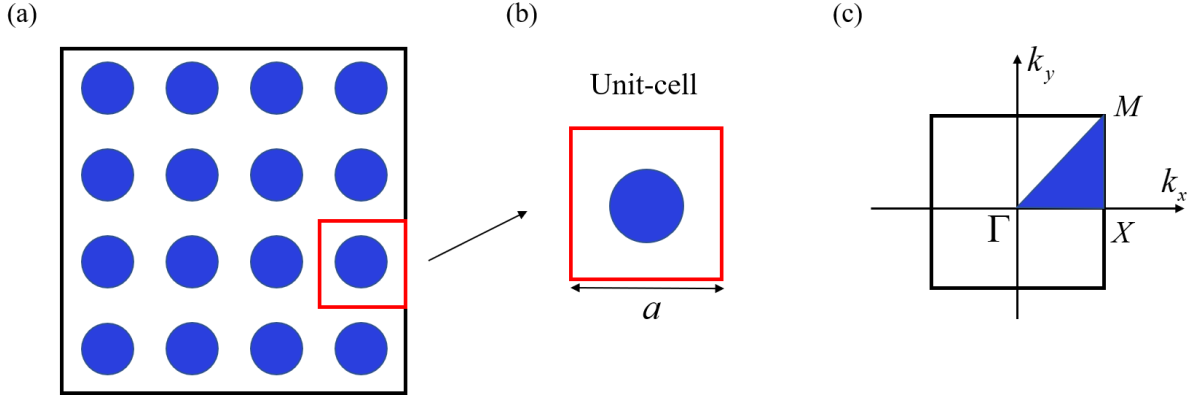 (a)
(b)
(c)
Unit-cell
a
k_y
M
k_x
Γ
X